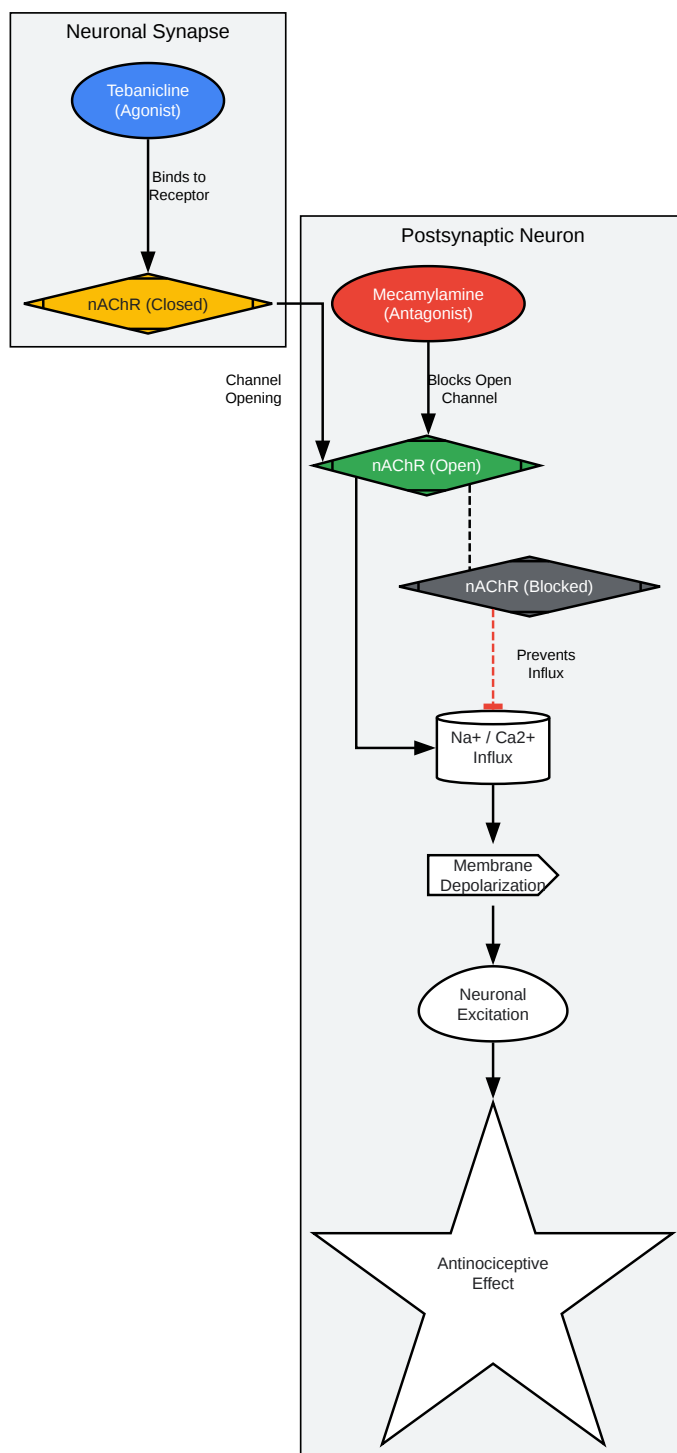 Neuronal Synapse
Tebanicline
(Agonist)
Binds to
Receptor
nAChR (Closed)
Postsynaptic Neuron
Mecamylamine
(Antagonist)
Channel
Opening
Blocks Open
Channel
nAChR (Open)
nAChR (Blocked)
Prevents
Influx
Na+ / Ca2+
Influx
Membrane
Depolarization
Neuronal
Excitation
Antinociceptive
Effect